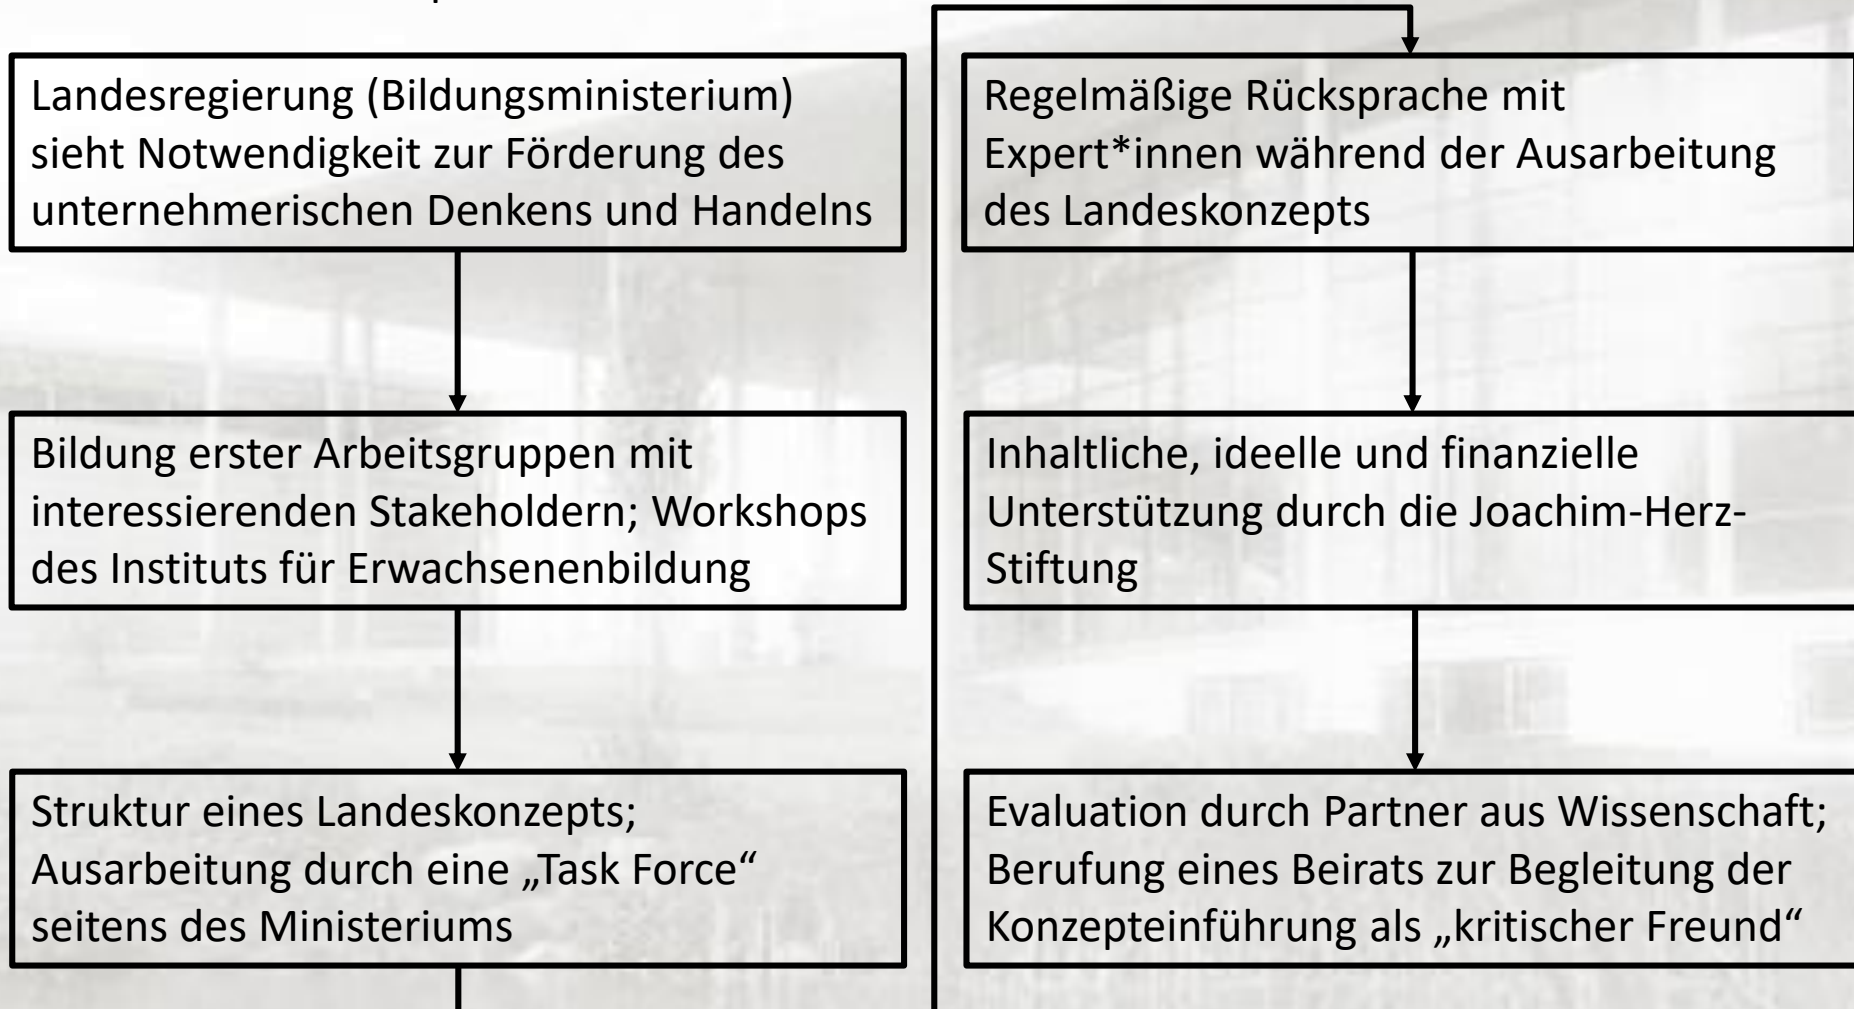 Landesregierung (Bildungsministerium)
sieht Notwendigkeit zur Förderung des
unternehmerischen Denkens und Handelns
Bildung erster Arbeitsgruppen mit
interessierenden Stakeholdern; Workshops
des Instituts für Erwachsenenbildung
Struktur eines Landeskonzepts;
Ausarbeitung durch eine „Task Force“
seitens des Ministeriums
Regelmäßige Rücksprache mit
Expert*innen während der Ausarbeitung
des Landeskonzepts
Inhaltliche, ideelle und finanzielle
Unterstützung durch die Joachim-Herz-
Stiftung
Evaluation durch Partner aus Wissenschaft;
Berufung eines Beirats zur Begleitung der
Konzepteinführung als „kritischer Freund“